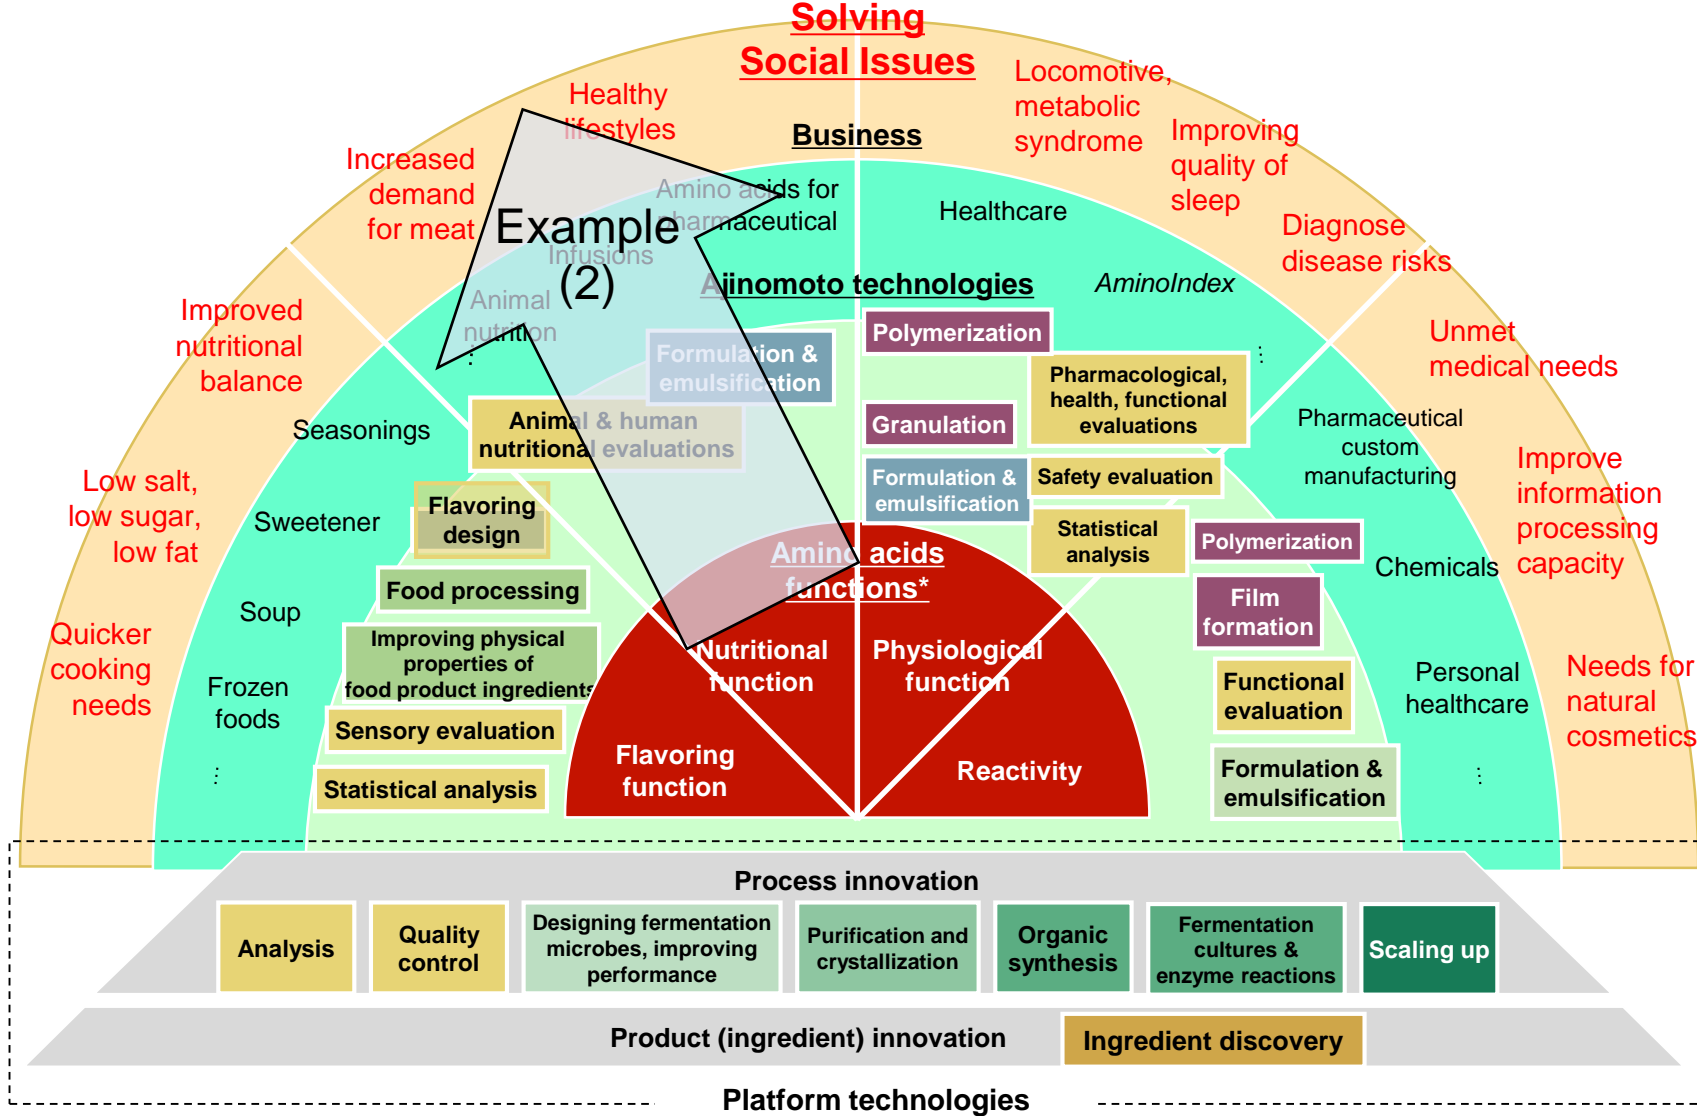 Solving
Social Issues
Healthy
lifestyles
Increased
demand
for meat
Improved
nutritional
balance
Low salt,
low sugar,
low fat
Quicker
cooking
needs
Locomotive,
metabolic
syndrome
Improving
quality of
sleep
Diagnose
disease risks
Unmet
medical needs
Improve
information
processing
capacity
Needs for
natural
cosmetics
Business
Amino acids for
pharmaceutical
Infusions
Animal
nutrition
⋮
Example
(2)
Seasonings
Sweetener
Soup
Frozen
foods
⋮
Healthcare
AminoIndex
⋮
Pharmaceutical
custom
manufacturing
Chemicals
Personal
healthcare
⋮
Ajinomoto technologies
Formulation &
emulsification
Animal & human
nutritional evaluations
Flavoring
design
Food processing
Improving physical
properties of
food product ingredients
Sensory evaluation
Statistical analysis
Polymerization
Granulation
Formulation &
emulsification
Pharmacological,
health, functional
evaluations
Safety evaluation
Statistical
analysis
Polymerization
Film
formation
Functional
evaluation
Formulation &
emulsification
Amino acids
functions*
Nutritional
function
Physiological
function
Flavoring
function
Reactivity
Process innovation
Analysis
Quality
control
Designing fermentation
microbes, improving
performance
Purification and
crystallization
Organic
synthesis
Fermentation
cultures &
enzyme reactions
Scaling up
Product (ingredient) innovation
Ingredient discovery
Platform technologies